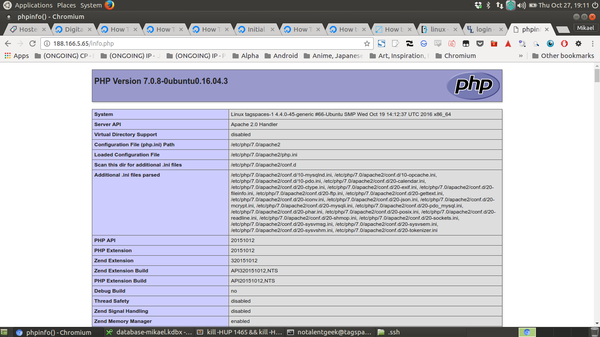 Applications Places System
Thu Oct 27, 19:11
phpinfo() - Chromium
Hosta
Digita
How T
How T
How T
Initial
How T
How T
How T
How to
linux
login
phpin
Mikael
188.166.5.65/info.php
Apps
(ONGOING) CP -
(ONGOING) IP -
(ONGOING) IP - F
Alpha
Android
Anime, Japanese
Art, Inspiration,
Chromium
Other bookmarks
PHP Version 7.0.8-0ubuntu0.16.04.3
php
System Linux tagspaces-1 4.4.0-45-generic #66-Ubuntu SMP Wed Oct 19 14:12:37 UTC 2016 x86_64
Server API Apache 2.0 Handler
Virtual Directory Support disabled
Configuration File (php.ini) Path /etc/php/7.0/apache2
Loaded Configuration File /etc/php/7.0/apache2/php.ini
Scan this dir for additional .ini files /etc/php/7.0/apache2/conf.d
Additional .ini files parsed /etc/php/7.0/apache2/conf.d/10-mysqlnd.ini, /etc/php/7.0/apache2/conf.d/10-opcache.ini,
/etc/php/7.0/apache2/conf.d/10-pdo.ini, /etc/php/7.0/apache2/conf.d/20-calendar.ini,
/etc/php/7.0/apache2/conf.d/20-ctype.ini, /etc/php/7.0/apache2/conf.d/20-exif.ini, /etc/php/7.0/apache2/conf.d/20-
fileinfo.ini, /etc/php/7.0/apache2/conf.d/20-ftp.ini, /etc/php/7.0/apache2/conf.d/20-gettext.ini,
/etc/php/7.0/apache2/conf.d/20-iconv.ini, /etc/php/7.0/apache2/conf.d/20-json.ini, /etc/php/7.0/apache2/conf.d/20-
mcrypt.ini, /etc/php/7.0/apache2/conf.d/20-mysqli.ini, /etc/php/7.0/apache2/conf.d/20-pdo_mysql.ini,
/etc/php/7.0/apache2/conf.d/20-phar.ini, /etc/php/7.0/apache2/conf.d/20-posix.ini, /etc/php/7.0/apache2/conf.d/20-
readline.ini, /etc/php/7.0/apache2/conf.d/20-shmop.ini, /etc/php/7.0/apache2/conf.d/20-sockets.ini,
/etc/php/7.0/apache2/conf.d/20-sysvmsg.ini, /etc/php/7.0/apache2/conf.d/20-sysvsem.ini,
/etc/php/7.0/apache2/conf.d/20-sysvshm.ini, /etc/php/7.0/apache2/conf.d/20-tokenizer.ini
PHP API 20151012
PHP Extension 20151012
Zend Extension 320151012
Zend Extension Build API320151012,NTS
PHP Extension Build API20151012,NTS
Debug Build no
Thread Safety disabled
Zend Signal Handling disabled
Zend Memory Manager enabled
phpinfo() - Chromium
database-mikael.kdbx -...
kill -HUP 1465 && kill -H...
notalentgeek@tagspa...
.ssh